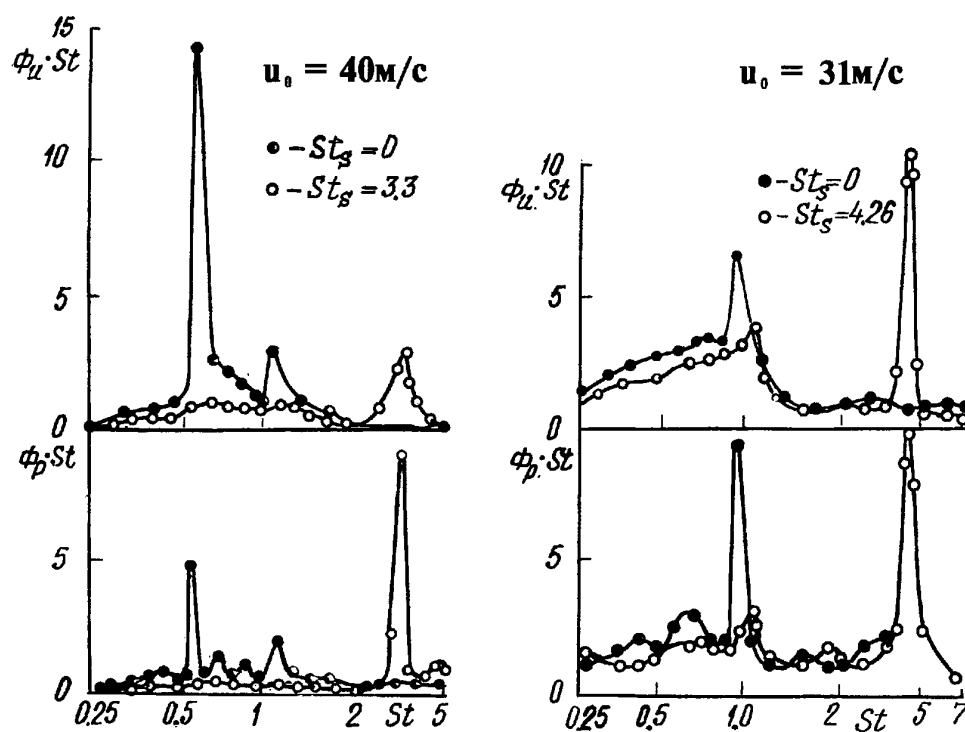 15
ϕᵤ·St
u₀ = 40м/с
10
● – Stₛ = 0
○ – Stₛ = 3.3
5
0
ϕₚ·St
5
0
0.25 0.5 1 2 St 5
u₀ = 31м/с
10
ϕᵤ·St
● – Stₛ = 0
○ – Stₛ = 4.26
5
0
ϕₚ·St
5
0
0.25 0.5 1.0 2 St 5 7